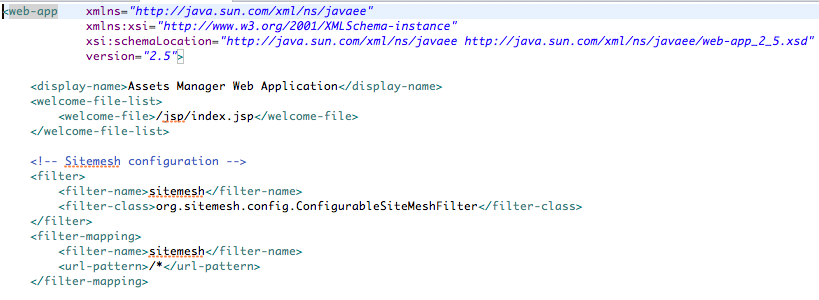 <web-app xmlns="http://java.sun.com/xml/ns/javaee"
xmlns:xsi="http://www.w3.org/2001/XMLSchema-instance"
xsi:schemaLocation="http://java.sun.com/xml/ns/javaee http://java.sun.com/xml/ns/javaee/web-app_2_5.xsd"
version="2.5">
<display-name>Assets Manager Web Application</display-name>
<welcome-file-list>
<welcome-file>/jsp/index.jsp</welcome-file>
</welcome-file-list>
<!-- Sitemesh configuration -->
<filter>
<filter-name>sitemesh</filter-name>
<filter-class>org.sitemesh.config.ConfigurableSiteMeshFilter</filter-class>
</filter>
<filter-mapping>
<filter-name>sitemesh</filter-name>
<url-pattern>/*</url-pattern>
</filter-mapping>